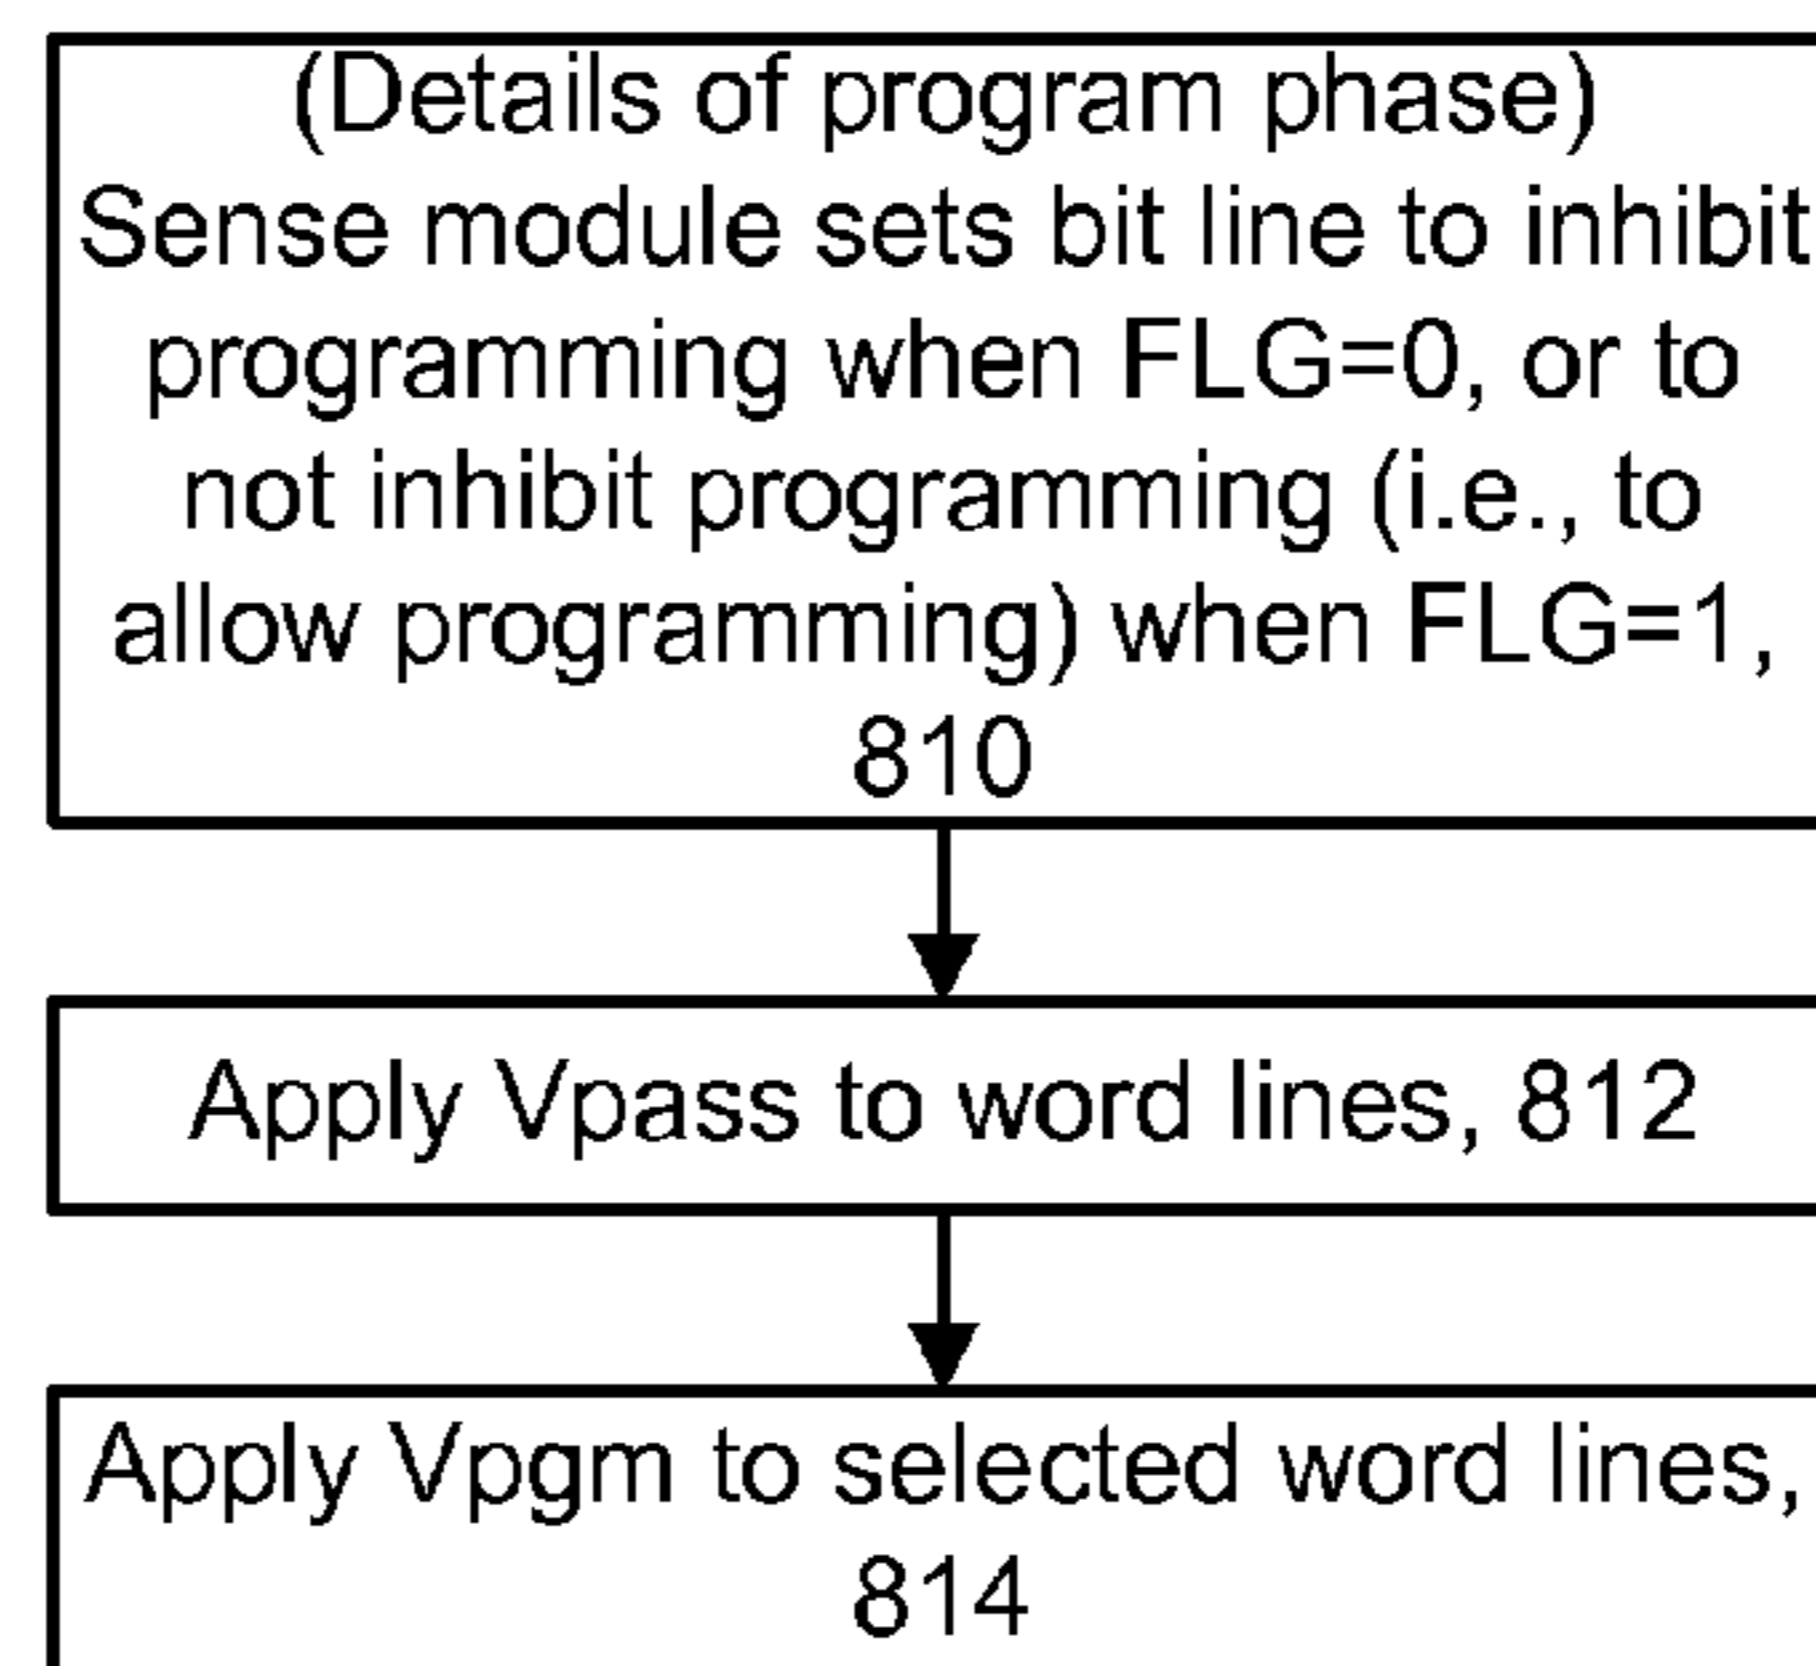 (Details of program phase)
Sense module sets bit line to inhibit
programming when FLG=0, or to
not inhibit programming (i.e., to
allow programming) when FLG=1,
810
Apply Vpass to word lines, 812
Apply Vpgm to selected word lines,
814